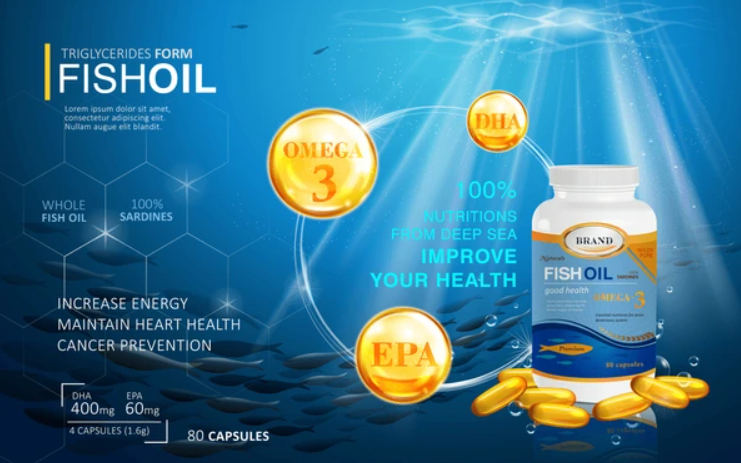 TRIGLYCERIDES FORM
FISHOIL
Lorem ipsum dolor sit amet,
consectetur adipiscing elit.
Nullam augue elit blandit.
WHOLE
FISH OIL
100%
SARDINES
INCREASE ENERGY
MAINTAIN HEART HEALTH
CANCER PREVENTION
DHA
400mg
EPA
60mg
4 CAPSULES (1.6g)
80 CAPSULES
OMEGA
3
DHA
EPA
100%
NUTRITIONS
FROM DEEP SEA
IMPROVE
YOUR HEALTH
BRAND
Naturals
FISH OIL
SARDINES
good health
OMEGA-3
Premium
80 capsules